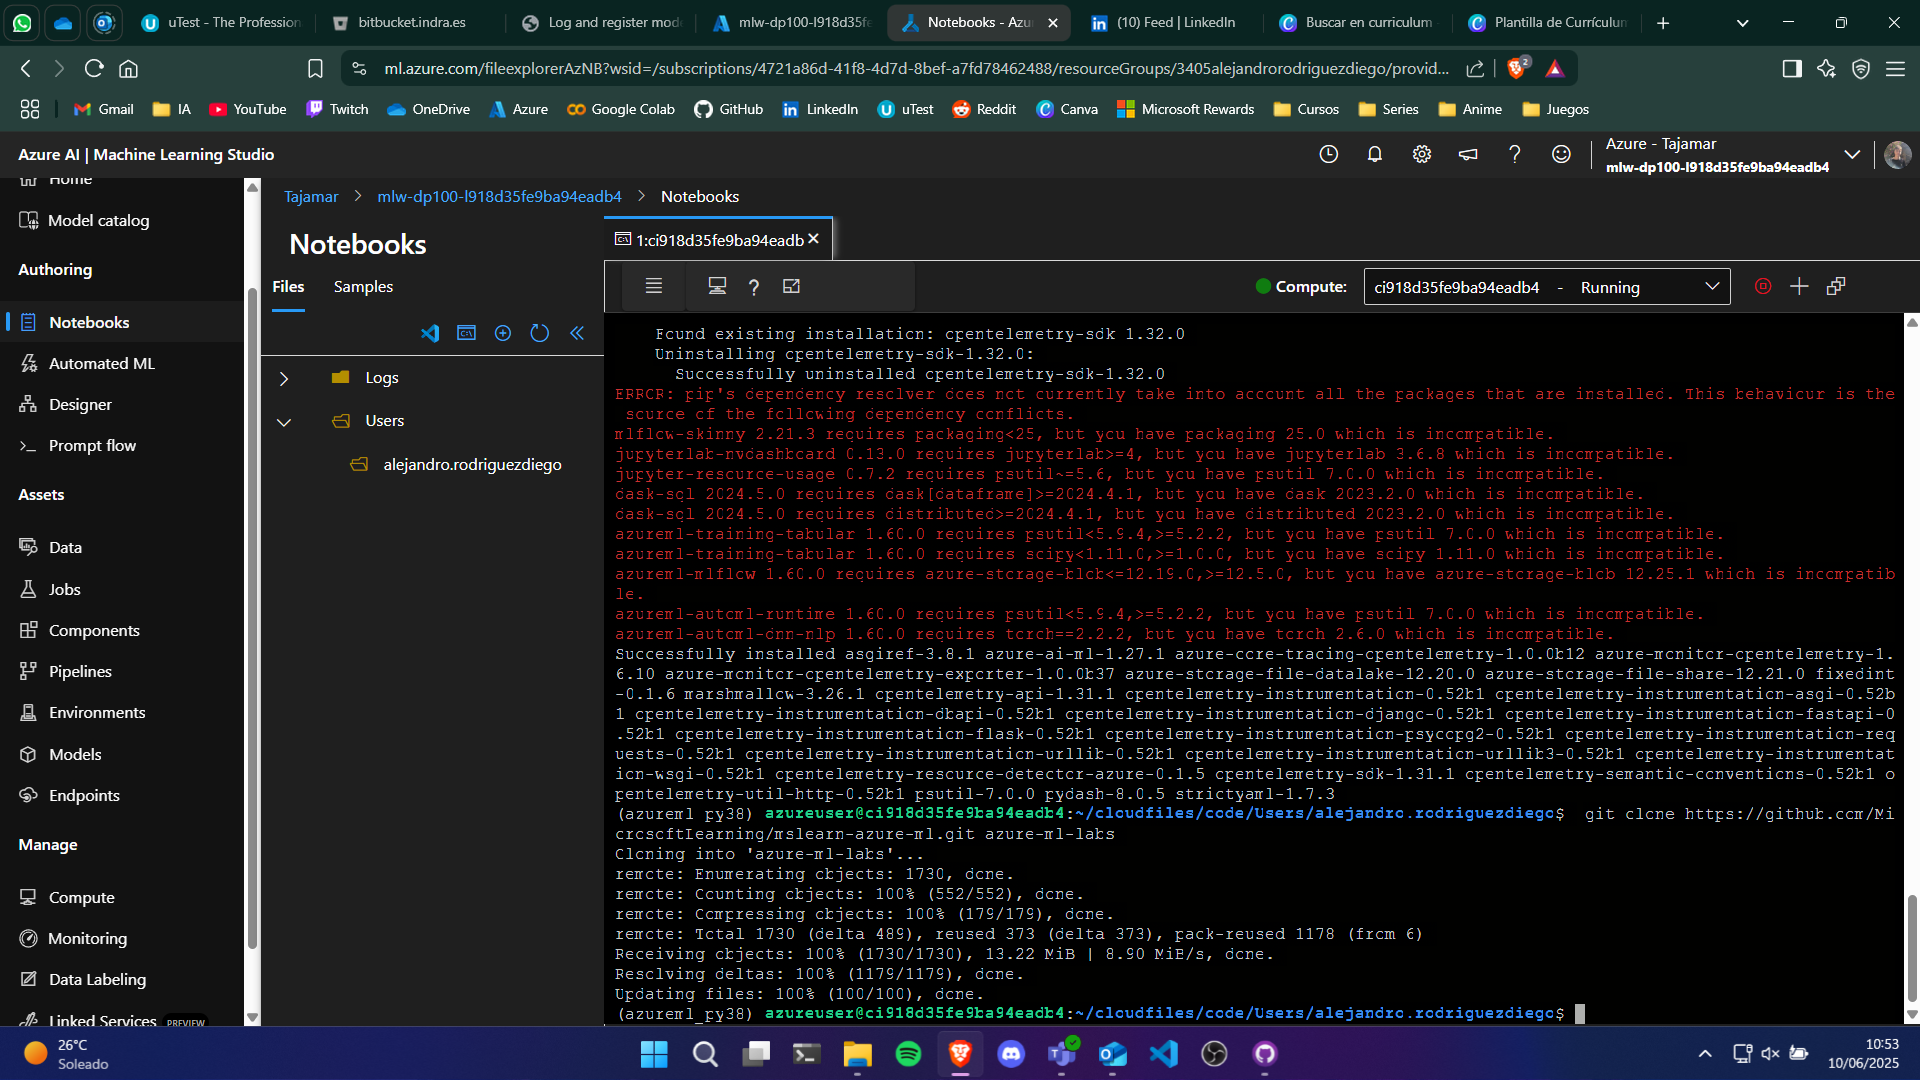 uTest - The Profession
bitbucket.indra.es
Log and register mod
mlw-dp100-l918d35fe
Notebooks - Azu
(10) Feed | LinkedIn
Buscar en curriculum
Plantilla de Currículum
ml.azure.com/fileexplorerAzNB?wsid=/subscriptions/4721a86d-41f8-4d7d-8bef-a7fd78462488/resourceGroups/3405alejandrorodriguezdiego/provid...
2
Gmail
IA
YouTube
Twitch
OneDrive
Azure
Google Colab
GitHub
LinkedIn
uTest
Reddit
Canva
Microsoft Rewards
Cursos
Series
Anime
Juegos
Azure AI | Machine Learning Studio
Azure - Tajamar
mlw-dp100-l918d35fe9ba94eadb4
Home
Model catalog
Authoring
Notebooks
Automated ML
Designer
Prompt flow
Assets
Data
Jobs
Components
Pipelines
Environments
Models
Endpoints
Manage
Compute
Monitoring
Data Labeling
Linked Services PREVIEW
Tajamar > mlw-dp100-l918d35fe9ba94eadb4 > Notebooks
Notebooks
Files
Samples
Logs
Users
alejandro.rodriguezdiego
1:ci918d35fe9ba94eadb
Compute:
ci918d35fe9ba94eadb4 - Running
Found existing installation: opentelemetry-sdk 1.32.0
Uninstalling opentelemetry-sdk-1.32.0:
Successfully uninstalled opentelemetry-sdk-1.32.0
ERROR: pip's dependency resolver does not currently take into account all the packages that are installed. This behaviour is the
source of the following dependency conflicts.
mlflow-skinny 2.21.3 requires packaging<25, but you have packaging 25.0 which is incompatible.
jupyterlab-nvdashboard 0.13.0 requires jupyterlab>=4, but you have jupyterlab 3.6.8 which is incompatible.
jupyter-resource-usage 0.7.2 requires psutil~=5.6, but you have psutil 7.0.0 which is incompatible.
dask-sql 2024.5.0 requires dask[dataframe]>=2024.4.1, but you have dask 2023.2.0 which is incompatible.
dask-sql 2024.5.0 requires distributed>=2024.4.1, but you have distributed 2023.2.0 which is incompatible.
azureml-training-tabular 1.60.0 requires psutil<5.9.4,>=5.2.2, but you have psutil 7.0.0 which is incompatible.
azureml-training-tabular 1.60.0 requires scipy<1.11.0,>=1.0.0, but you have scipy 1.11.0 which is incompatible.
azureml-mlflow 1.60.0 requires azure-storage-blob<=12.19.0,>=12.5.0, but you have azure-storage-blob 12.25.1 which is incompatib
le.
azureml-automl-runtime 1.60.0 requires psutil<5.9.4,>=5.2.2, but you have psutil 7.0.0 which is incompatible.
azureml-automl-dnn-nlp 1.60.0 requires torch==2.2.2, but you have torch 2.6.0 which is incompatible.
Successfully installed asgiref-3.8.1 azure-ai-ml-1.27.1 azure-core-tracing-opentelemetry-1.0.0b12 azure-monitor-opentelemetry-1.
6.10 azure-monitor-opentelemetry-exporter-1.0.0b37 azure-storage-file-datalake-12.20.0 azure-storage-file-share-12.21.0 fixedint
-0.1.6 marshmallow-3.26.1 opentelemetry-api-1.31.1 opentelemetry-instrumentation-0.52b1 opentelemetry-instrumentation-asgi-0.52b
1 opentelemetry-instrumentation-dbapi-0.52b1 opentelemetry-instrumentation-django-0.52b1 opentelemetry-instrumentation-fastapi-0
.52b1 opentelemetry-instrumentation-flask-0.52b1 opentelemetry-instrumentation-psycopg2-0.52b1 opentelemetry-instrumentation-req
uests-0.52b1 opentelemetry-instrumentation-urllib-0.52b1 opentelemetry-instrumentation-urllib3-0.52b1 opentelemetry-instrumentat
ion-wsgi-0.52b1 opentelemetry-resource-detector-azure-0.1.5 opentelemetry-sdk-1.31.1 opentelemetry-semantic-conventions-0.52b1 o
pentelemetry-util-http-0.52b1 psutil-7.0.0 pydash-8.0.5 strictyaml-1.7.3
(azureml_py38) azureuser@ci918d35fe9ba94eadb4:~/cloudfiles/code/Users/alejandro.rodriguezdiego$ git clone https://github.com/Mi
crosoftLearning/mslearn-azure-ml.git azure-ml-labs
Cloning into 'azure-ml-labs'...
remote: Enumerating objects: 1730, done.
remote: Counting objects: 100% (552/552), done.
remote: Compressing objects: 100% (179/179), done.
remote: Total 1730 (delta 489), reused 373 (delta 373), pack-reused 1178 (from 6)
Receiving objects: 100% (1730/1730), 13.22 MiB | 8.90 MiB/s, done.
Resolving deltas: 100% (1179/1179), done.
Updating files: 100% (100/100), done.
(azureml_py38) azureuser@ci918d35fe9ba94eadb4:~/cloudfiles/code/Users/alejandro.rodriguezdiego$
26°C
Soleado
10:53
10/06/2025